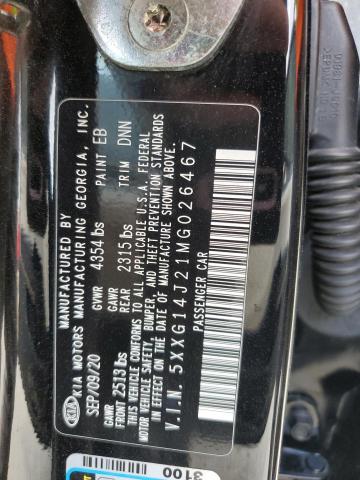 MANUFACTURED BY
KIA KIA MOTORS MANUFACTURING GEORGIA, INC.
SEP/09/20 GVWR 4354 lbs PAINT EB
GAWR FRONT 2513 lbs GAWR REAR 2315 lbs TRIM DNN
THIS VEHICLE CONFORMS TO ALL APPLICABLE U.S.A. FEDERAL
MOTOR VEHICLE SAFETY, BUMPER, AND THEFT PREVENTION STANDARDS
IN EFFECT ON THE DATE OF MANUFACTURE SHOWN ABOVE.
V.I.N. 5XXG14J21MG026467
PASSENGER CAR
3100